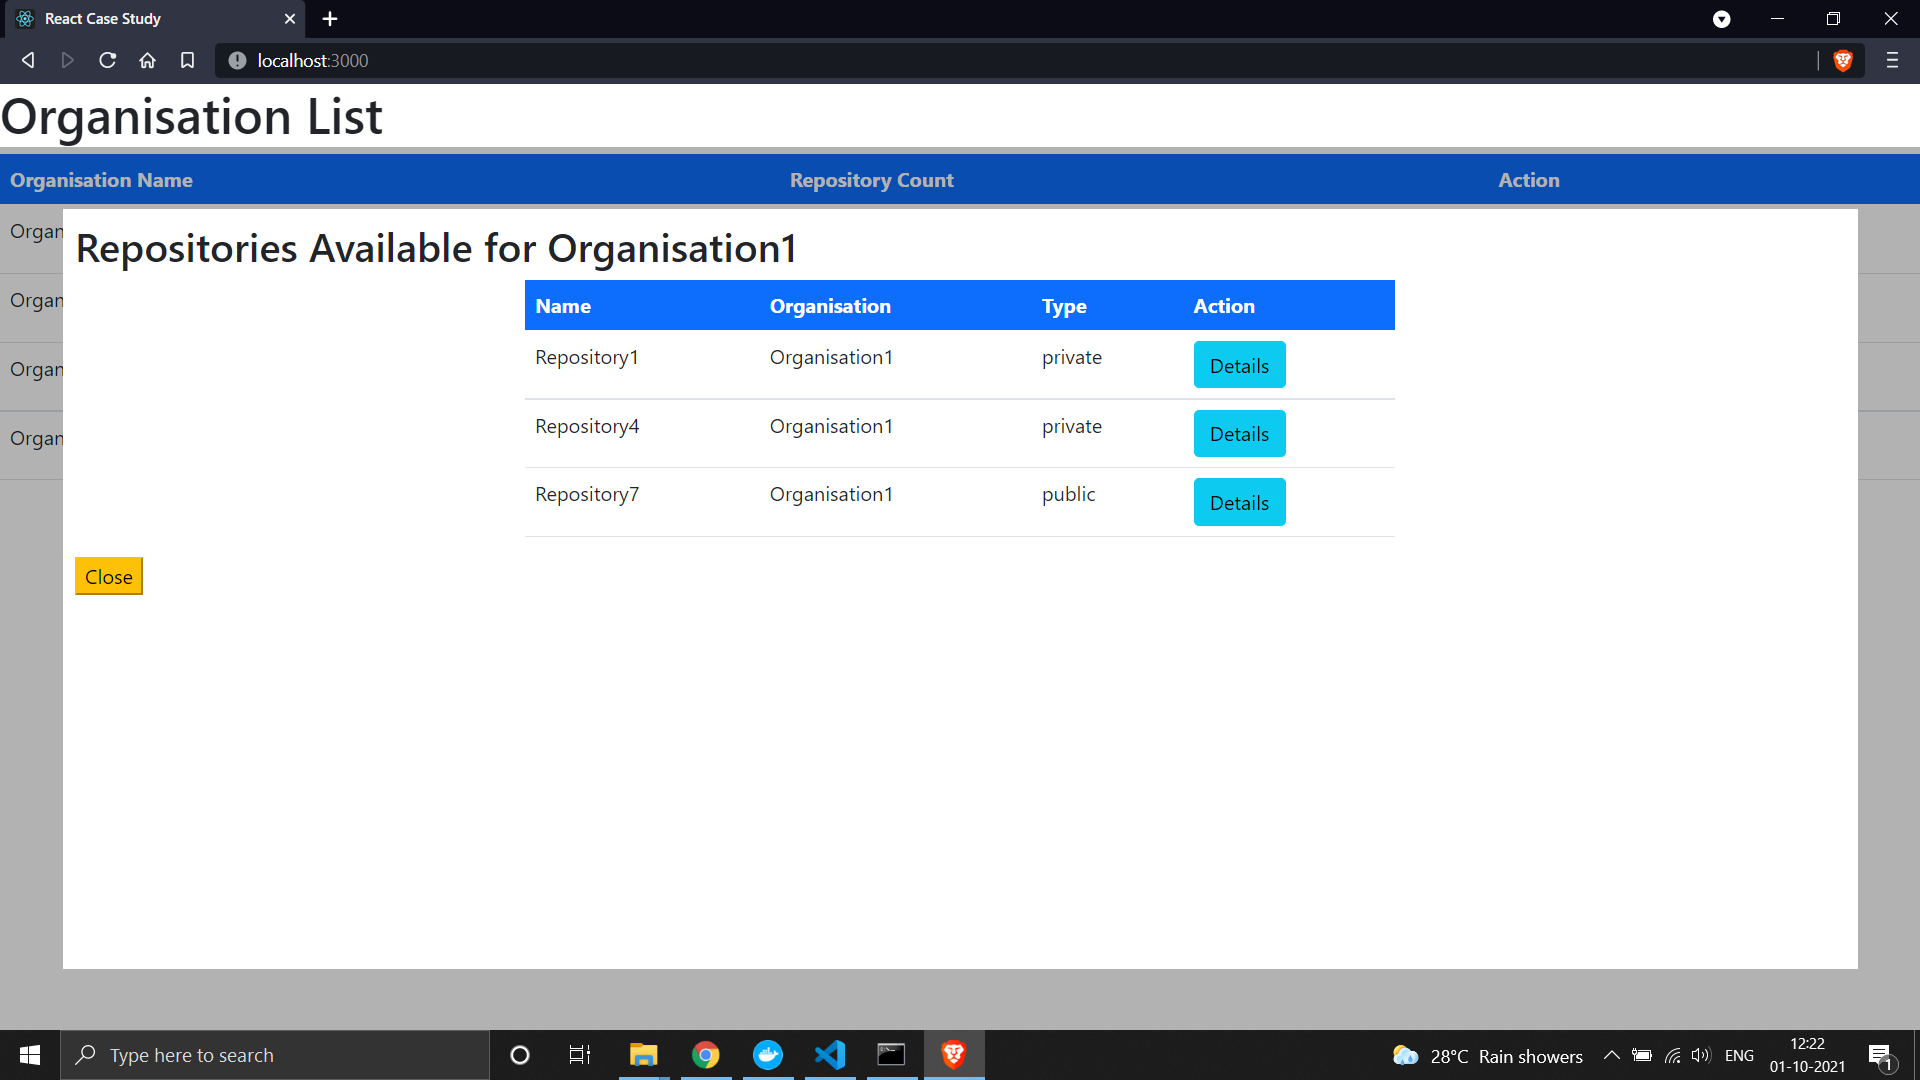 React Case Study
localhost:3000
Organisation List
Organisation Name Repository Count Action
Organ
Organ
Organ
Organ
Repositories Available for Organisation1
Name Organisation Type Action
Repository1 Organisation1 private Details
Repository4 Organisation1 private Details
Repository7 Organisation1 public Details
Close
Type here to search
28°C Rain showers
ENG
12:22
01-10-2021
1